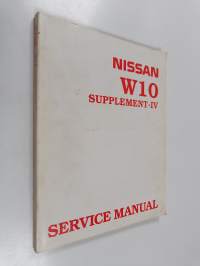 NISSAN
W10
SUPPLEMENT-IV
SERVICE MANUAL